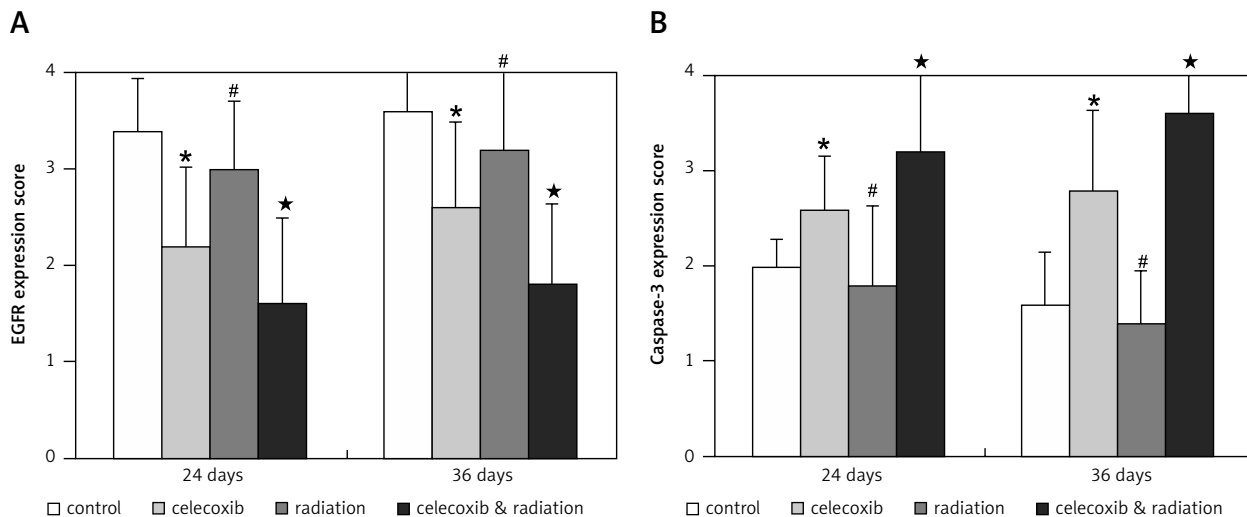 A
EGFR expression score
4
3
2
1
0
* # ★ * # ★
24 days 36 days
control celecoxib radiation celecoxib & radiation
B
Caspase-3 expression score
4
3
2
1
0
* # ★ * # ★
24 days 36 days
control celecoxib radiation celecoxib & radiation